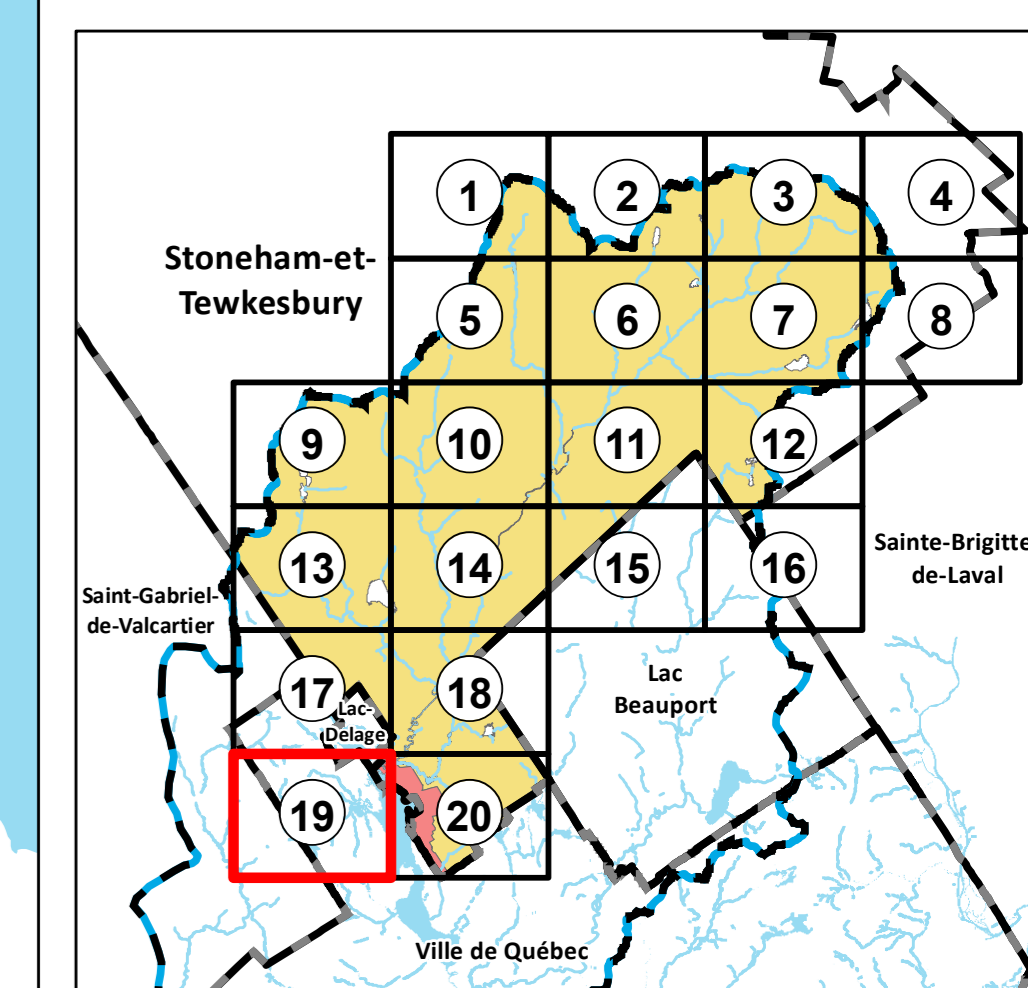 1
2
3
4
Stoneham-et-
Tewkesbury
5
6
7
8
9
10
11
12
13
14
15
16
Sainte-Brigitte
de-Laval
Saint-Gabriel-
de-Valcartier
17
Lac-
Delage
18
Lac
Beauport
19
20
Ville de Québec